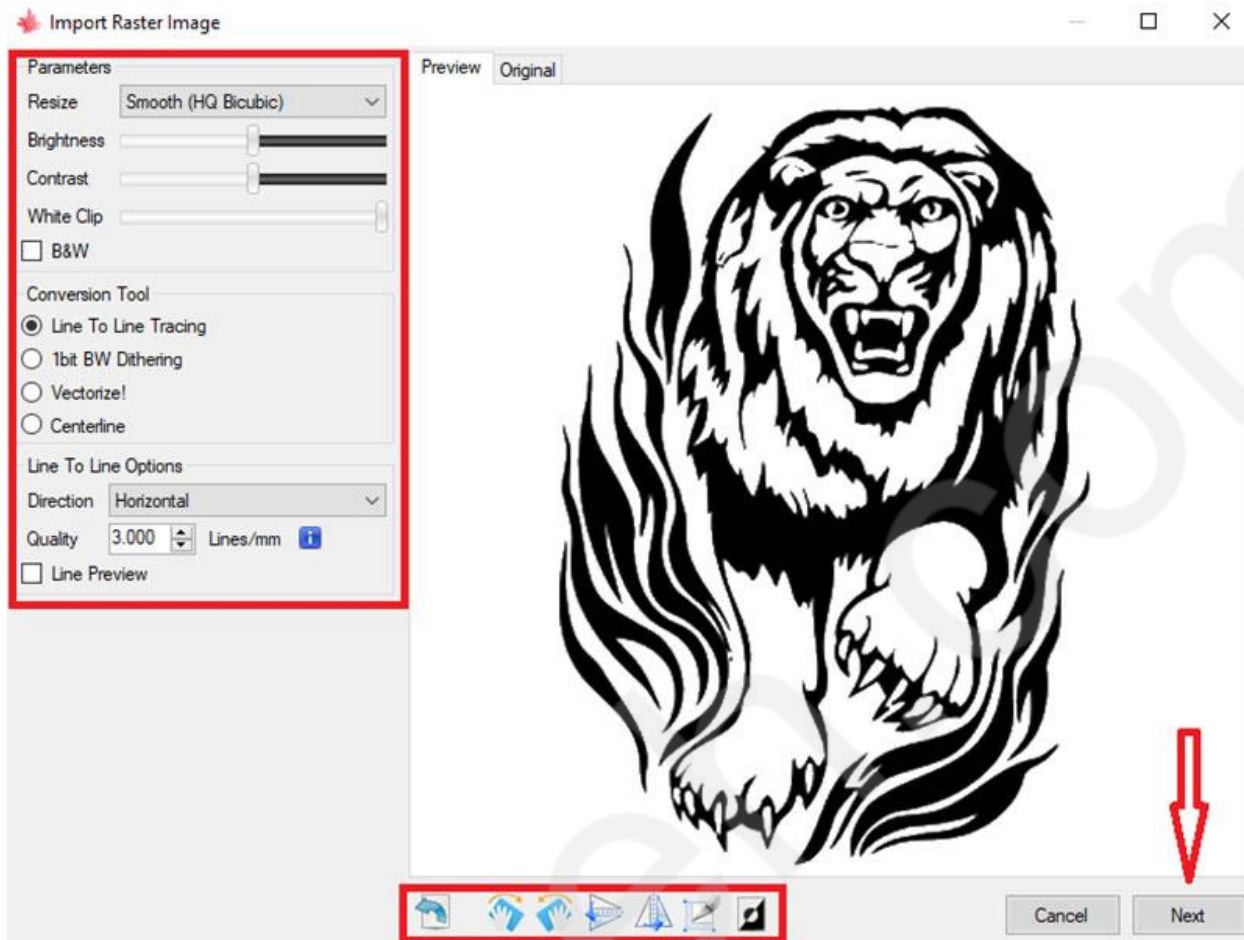 Import Raster Image
Parameters
Resize Smooth (HQ Bicubic)
Brightness
Contrast
White Clip
B&W
Conversion Tool
Line To Line Tracing
1bit BW Dithering
Vectorize!
Centerline
Line To Line Options
Direction Horizontal
Quality 3.000 Lines/mm
Line Preview
Preview Original
Cancel Next